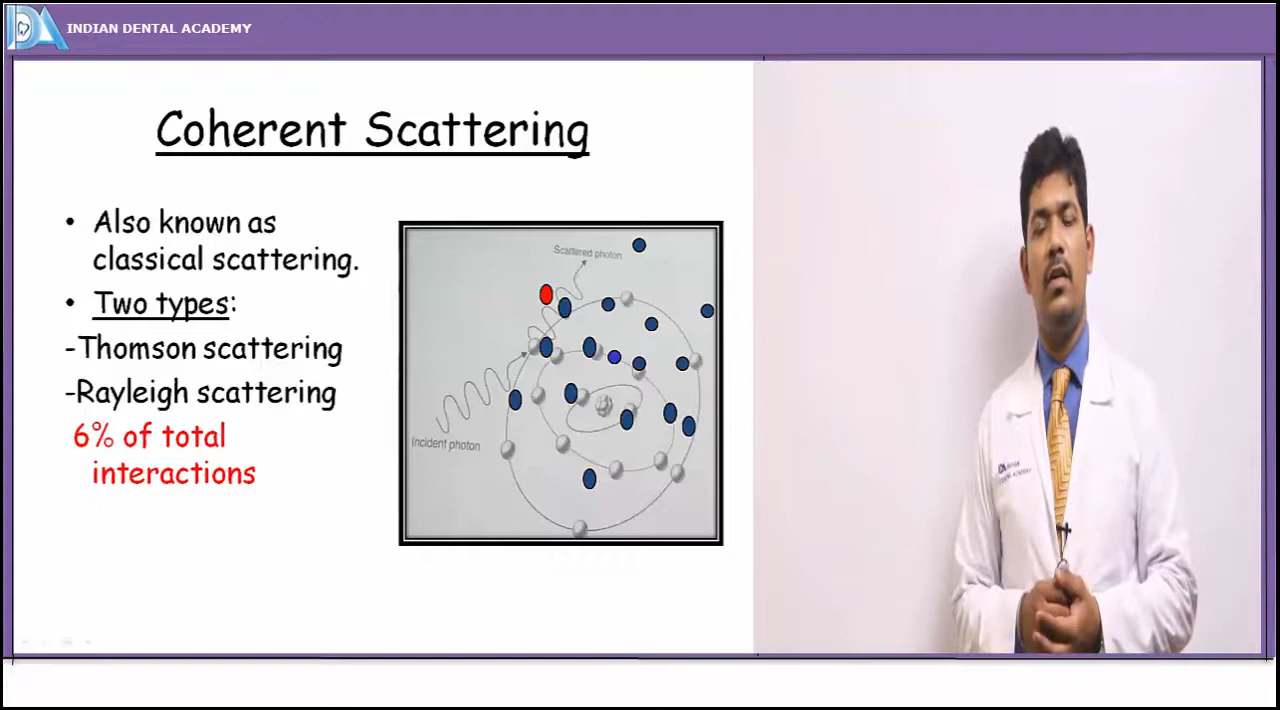 INDIAN DENTAL ACADEMY
Coherent Scattering
• Also known as
classical scattering.
• Two types:
-Thomson scattering
-Rayleigh scattering
6% of total
interactions
Scattered photon
Incident photon